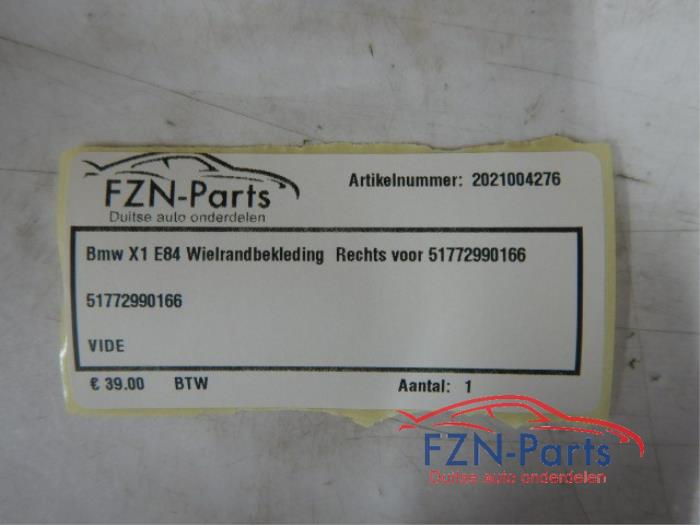 FZN-Parts
Duitse auto onderdelen
Artikelnummer: 2021004276
Bmw X1 E84 Wielrandbekleding Rechts voor 51772990166
51772990166
VIDE
€ 39.00 BTW Aantal: 1
FZN-Parts
Duitse auto onderdelen